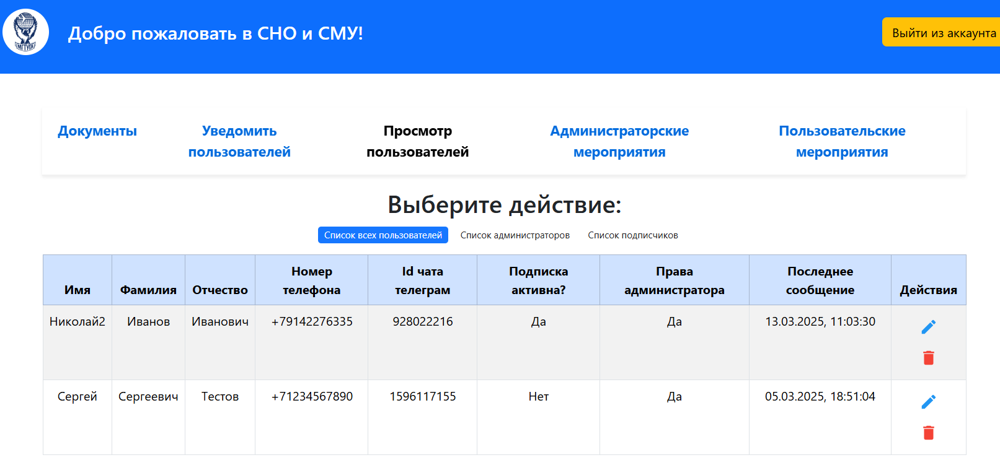 МГТУГА
Добро пожаловать в СНО и СМУ!
Выйти из аккаунта
Документы
Уведомить
пользователей
Просмотр
пользователей
Администраторские
мероприятия
Пользовательские
мероприятия
Выберите действие:
Список всех пользователей Список администраторов Список подписчиков
Имя
Фамилия
Отчество
Номер
телефона
Id чата
телеграм
Подписка
активна?
Права
администратора
Последнее
сообщение
Действия
Николай2 Иванов Иванович +79142276335 928022216 Да Да 13.03.2025, 11:03:30
Сергей Сергеевич Тестов +71234567890 1596117155 Нет Да 05.03.2025, 18:51:04